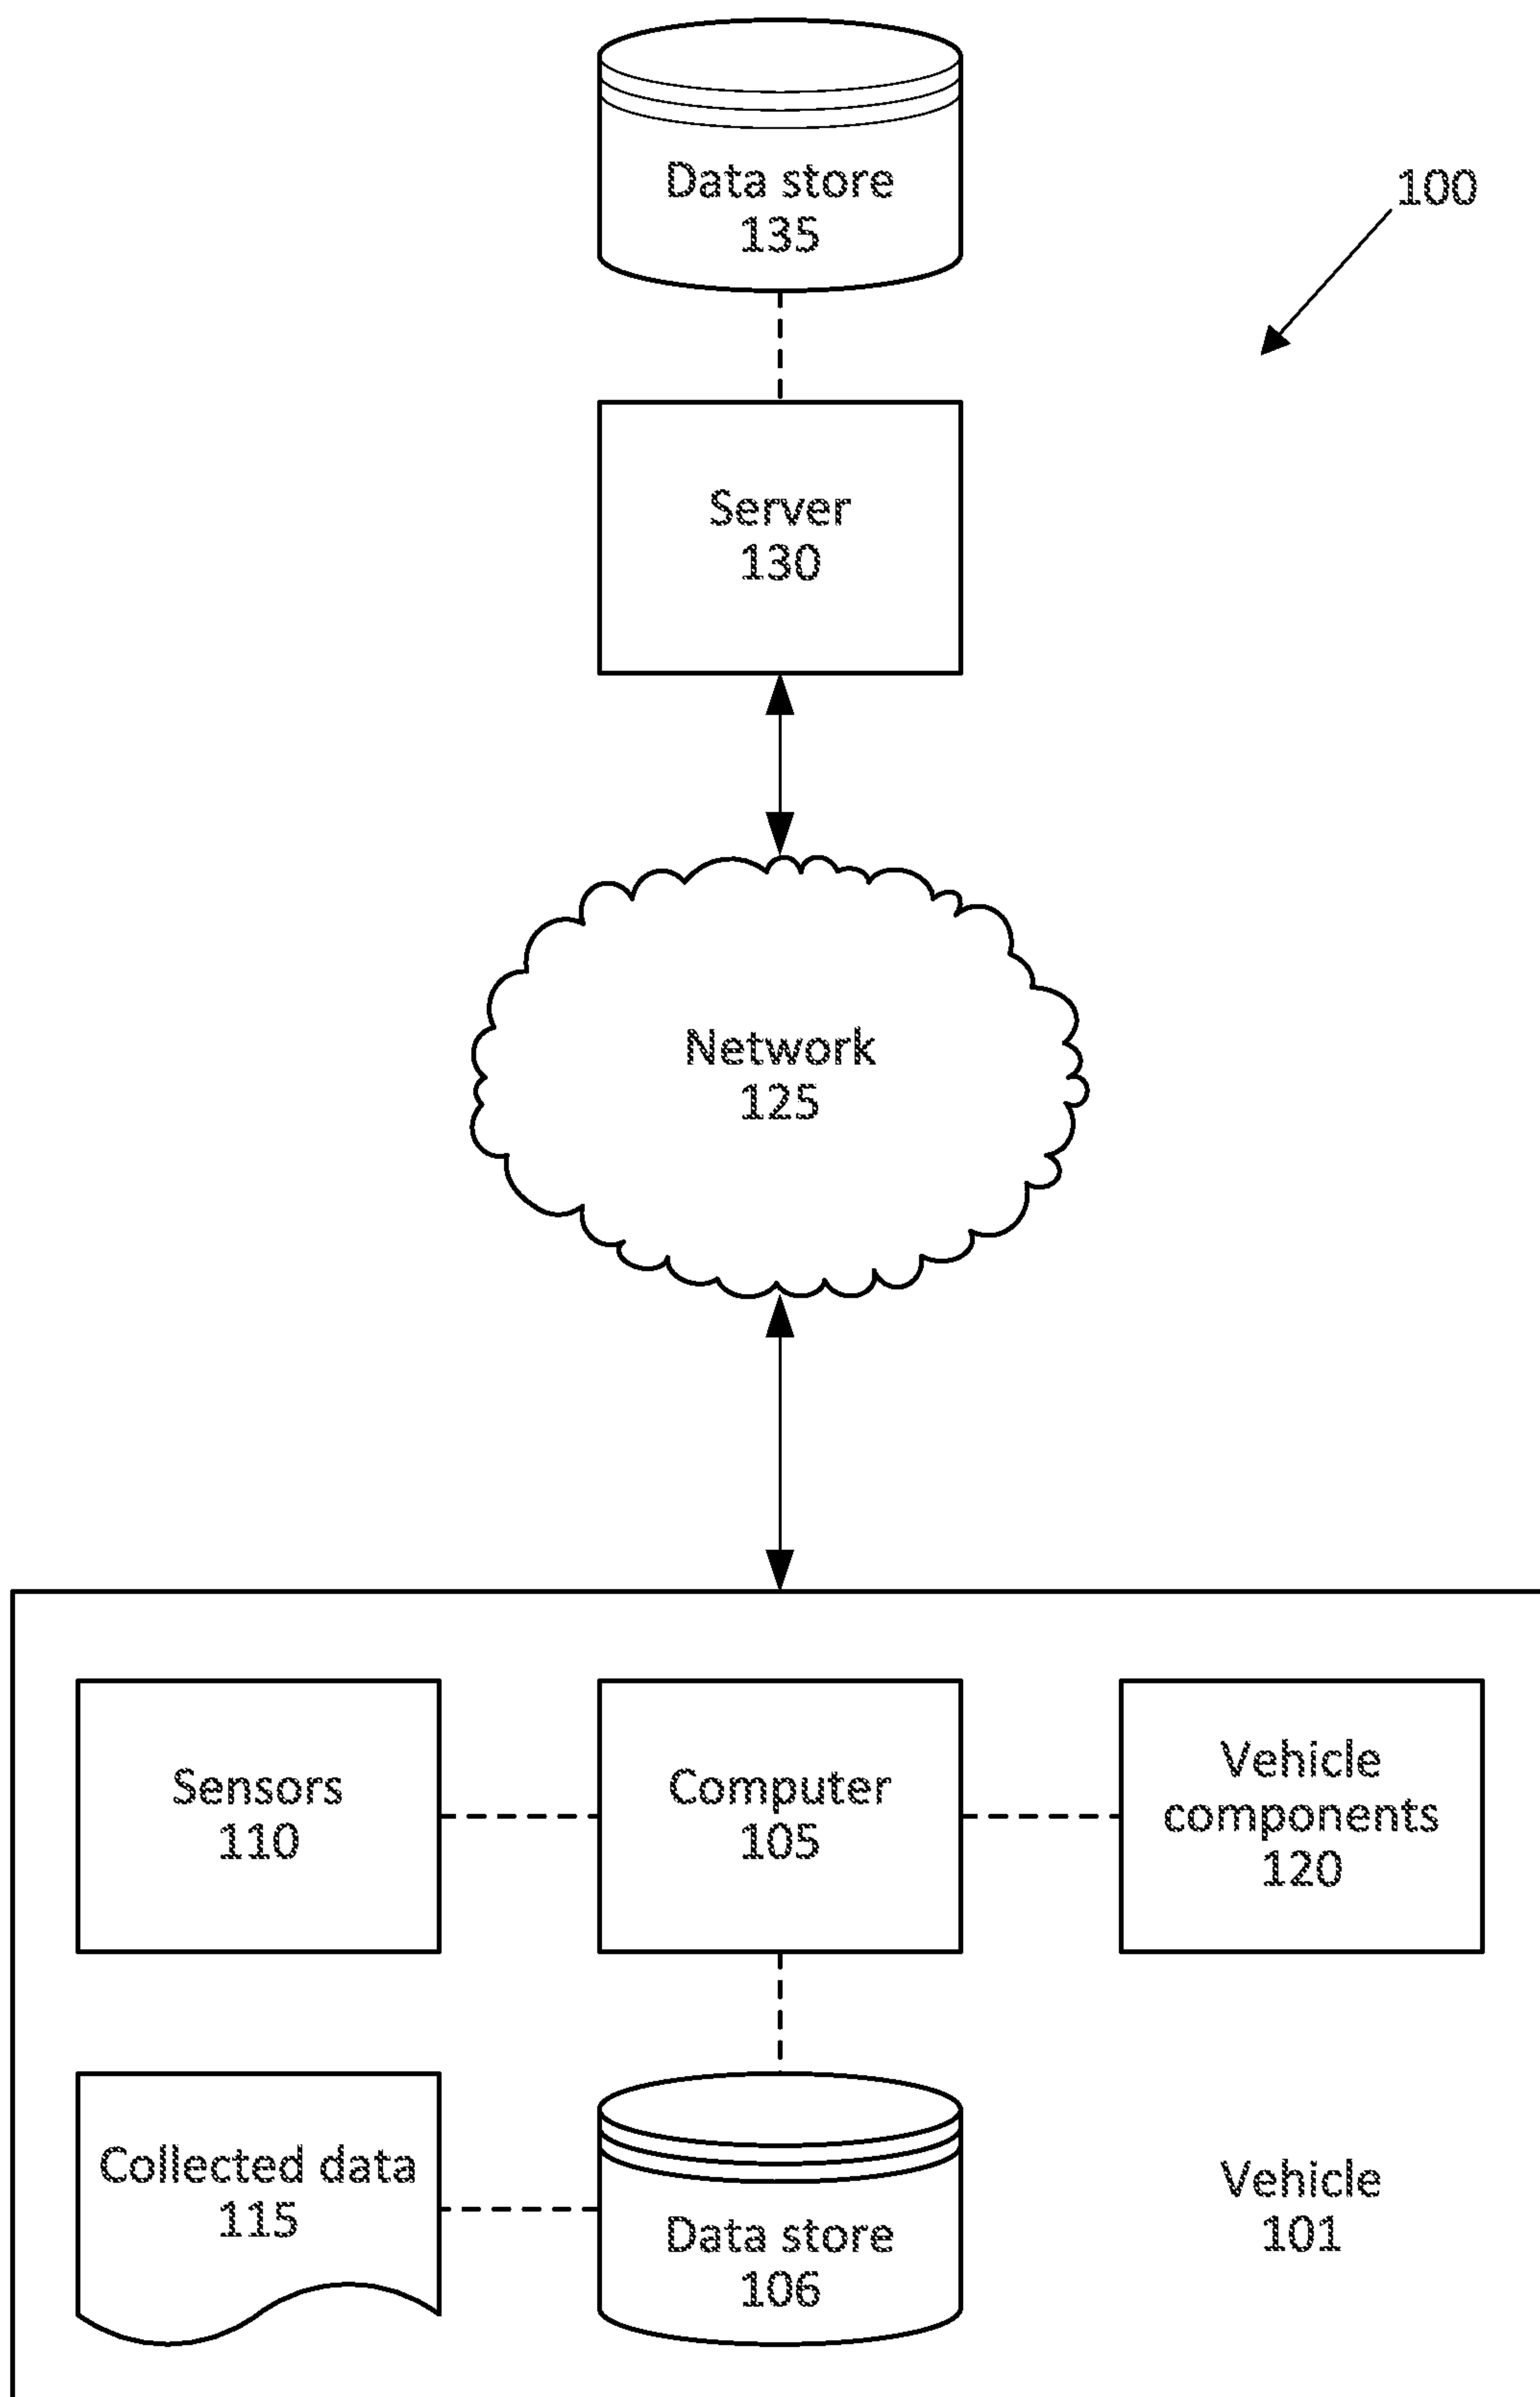 Data store
135
100
Server
130
Network
125
Sensors
110
Computer
105
Vehicle
components
120
Collected data
115
Data store
106
Vehicle
101